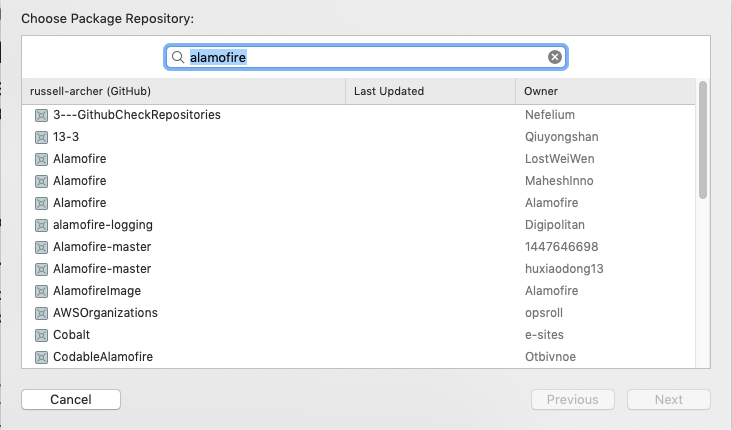 Choose Package Repository:
alamofire
russell-archer (GitHub) Last Updated Owner
3---GithubCheckRepositories Nefelium
13-3 Qiuyongshan
Alamofire LostWeiWen
Alamofire MaheshInno
Alamofire Alamofire
alamofire-logging Digipolitan
Alamofire-master 1447646698
Alamofire-master huxiaodong13
AlamofireImage Alamofire
AWSOrganizations opsroll
Cobalt e-sites
CodableAlamofire Otbivnoe
Cancel Previous Next